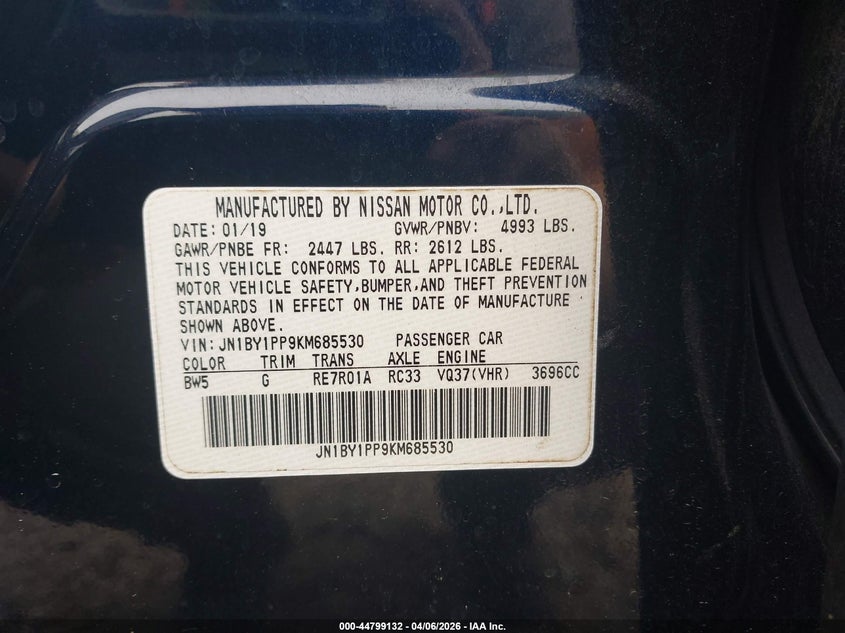 MANUFACTURED BY NISSAN MOTOR CO.,LTD.
DATE: 01/19 GVWR/PNBV: 4993 LBS.
GAWR/PNBE FR: 2447 LBS. RR: 2612 LBS.
THIS VEHICLE CONFORMS TO ALL APPLICABLE FEDERAL
MOTOR VEHICLE SAFETY,BUMPER,AND THEFT PREVENTION
STANDARDS IN EFFECT ON THE DATE OF MANUFACTURE
SHOWN ABOVE.
VIN: JN1BY1PP9KM685530 PASSENGER CAR
COLOR TRIM TRANS AXLE ENGINE
BW5 G RE7R01A RC33 VQ37(VHR) 3696CC
JN1BY1PP9KM685530
000-44799132 - 04/06/2026 - IAA Inc.